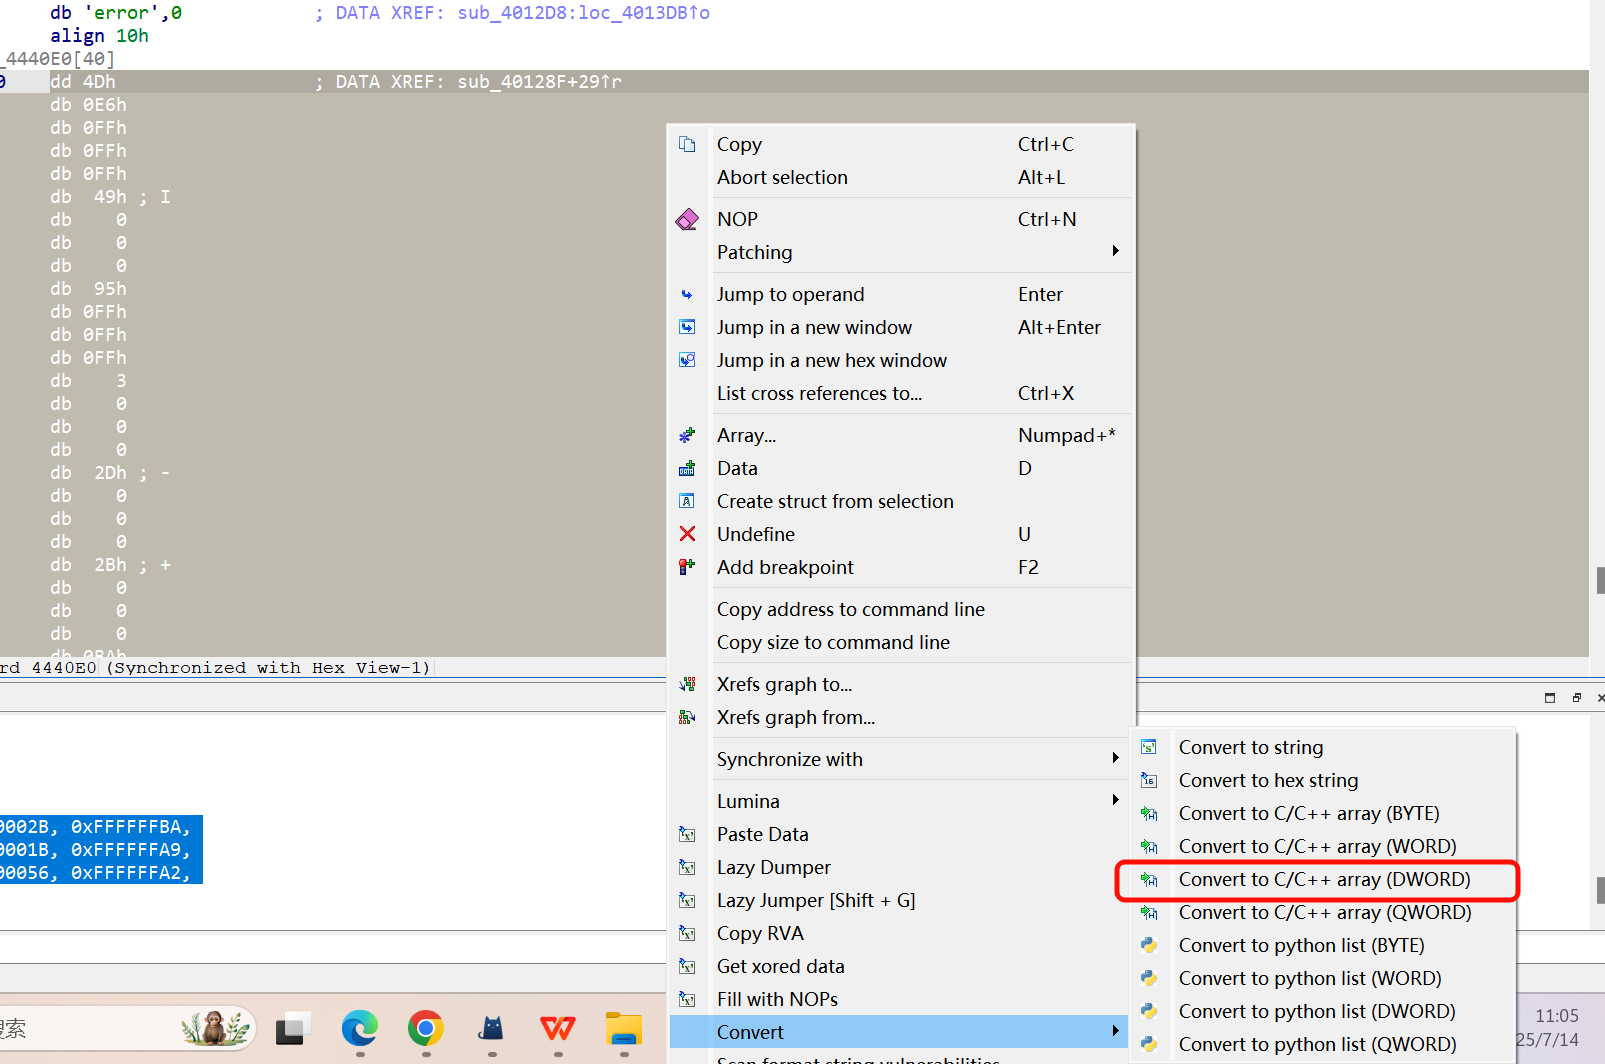 db 'error',0 ; DATA XREF: sub_4012D8:loc_4013DB↑o
align 10h
_4440E0[40]
0 dd 4Dh ; DATA XREF: sub_40128F+29↑r
db 0E6h
db 0FFh
db 0FFh
db 0FFh
db 49h ; I
db 0
db 0
db 0
db 95h
db 0FFh
db 0FFh
db 0FFh
db 3
db 0
db 0
db 0
db 2Dh ; -
db 0
db 0
db 0
db 2Bh ; +
db 0
db 0
db 0
db 0BAh
rd 4440E0 (Synchronized with Hex View-1)
0002B, 0xFFFFFFBA,
0001B, 0xFFFFFFA9,
00056, 0xFFFFFFA2,
Copy Ctrl+C
Abort selection Alt+L
NOP Ctrl+N
Patching
Jump to operand Enter
Jump in a new window Alt+Enter
Jump in a new hex window
List cross references to... Ctrl+X
Array... Numpad+*
Data D
Create struct from selection
Undefine U
Add breakpoint F2
Copy address to command line
Copy size to command line
Xrefs graph to...
Xrefs graph from...
Synchronize with
Lumina
Paste Data
Lazy Dumper
Lazy Jumper [Shift + G]
Copy RVA
Get xored data
Fill with NOPs
Convert
Scan format string vulnerabilities
Convert to string
Convert to hex string
Convert to C/C++ array (BYTE)
Convert to C/C++ array (WORD)
Convert to C/C++ array (DWORD)
Convert to C/C++ array (QWORD)
Convert to python list (BYTE)
Convert to python list (WORD)
Convert to python list (DWORD)
Convert to python list (QWORD)
搜索
11:05
25/7/14